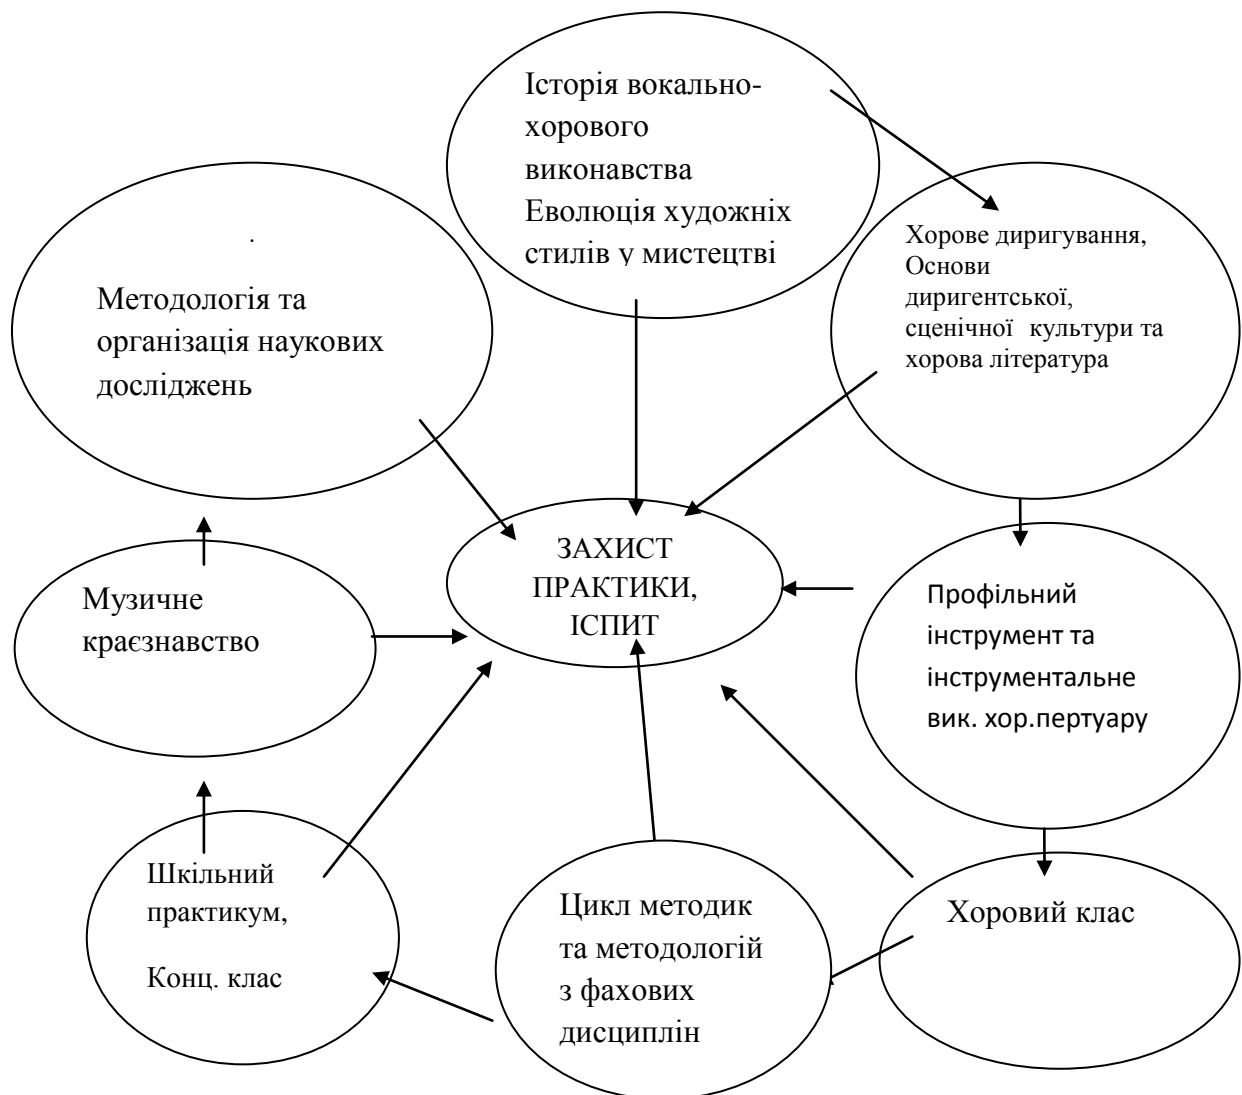 Історія вокально-
хорового
виконавства
Еволюція художніх
стилів у мистецтві
.
Методологія та
організація наукових
досліджень
Хорове диригування,
Основи
диригентської,
сценічної культури та
хорова література
ЗАХИСТ
ПРАКТИКИ,
ІСПИТ
Музичне
краєзнавство
Профільний
інструмент та
інструментальне
вик. хор.пертуару
Шкільний
практикум,
Конц. клас
Цикл методик
та методологій
з фахових
дисциплін
Хоровий клас